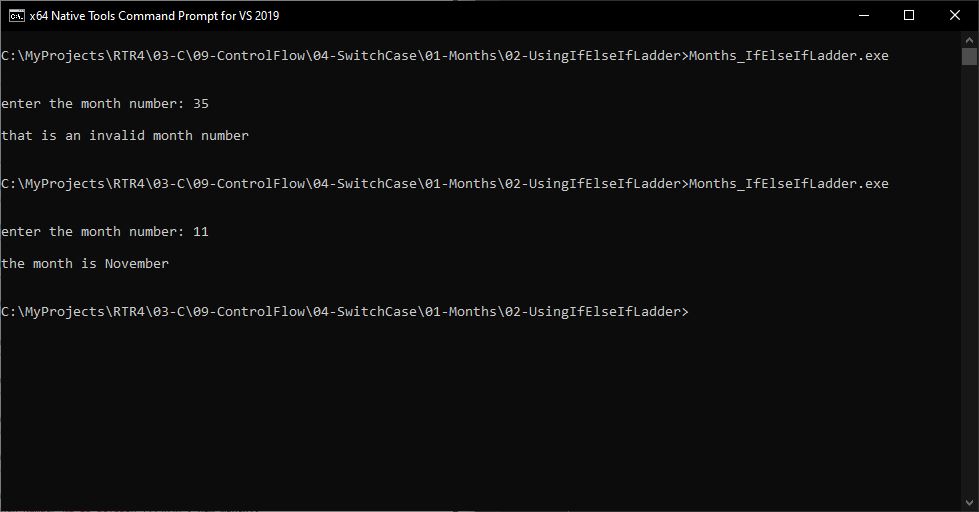 x64 Native Tools Command Prompt for VS 2019
C:\MyProjects\RTR4\03-C\09-ControlFlow\04-SwitchCase\01-Months\02-UsingIfElseIfLadder>Months_IfElseIfLadder.exe
enter the month number: 35
that is an invalid month number
C:\MyProjects\RTR4\03-C\09-ControlFlow\04-SwitchCase\01-Months\02-UsingIfElseIfLadder>Months_IfElseIfLadder.exe
enter the month number: 11
the month is November
C:\MyProjects\RTR4\03-C\09-ControlFlow\04-SwitchCase\01-Months\02-UsingIfElseIfLadder>